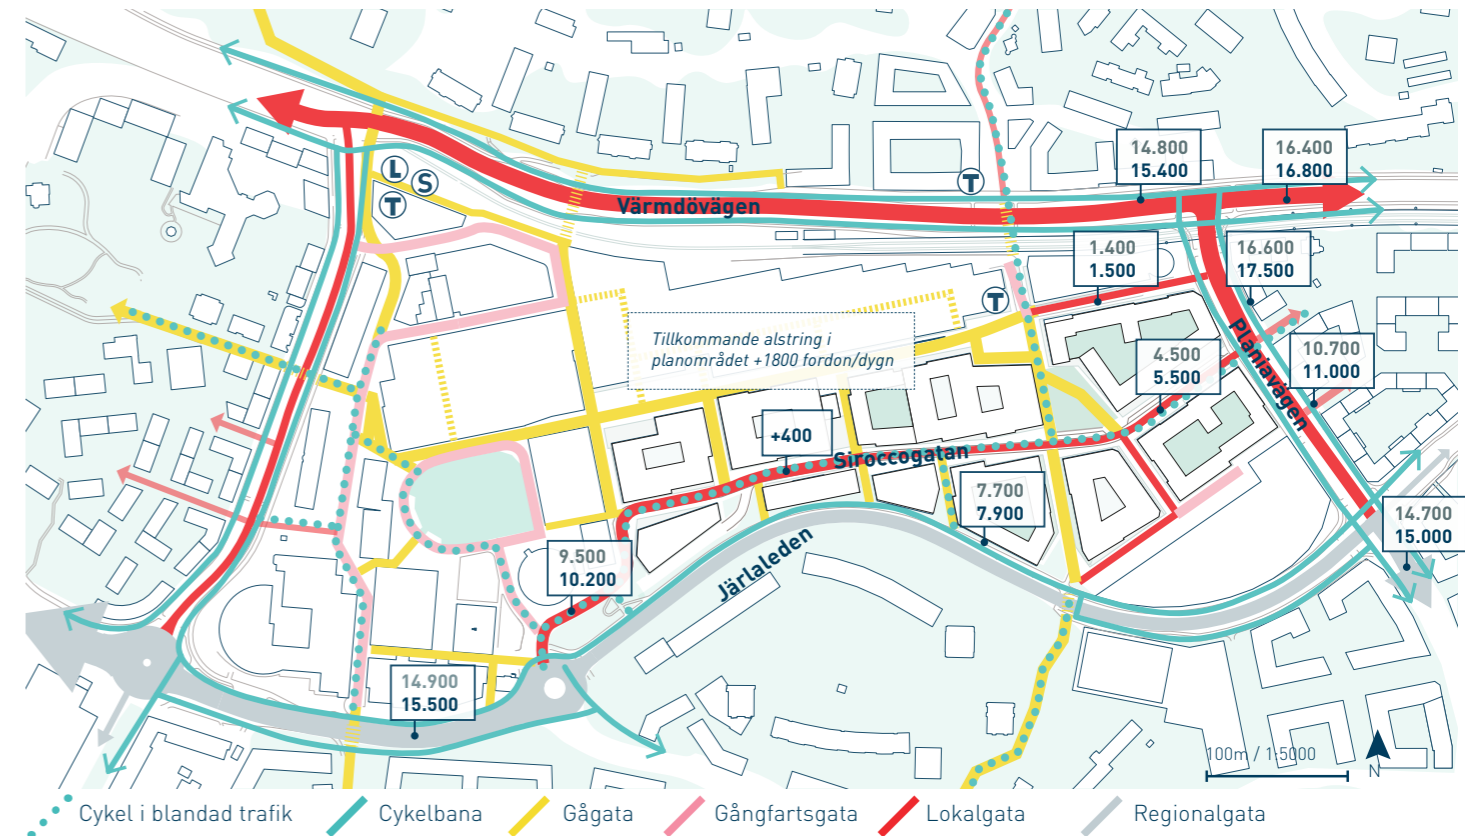 L
S
T
T
14.800
15.400
16.400
16.800
Värmdövägen
1.400
1.500
16.600
17.500
T
Tillkommande alstring i
planområdet +1800 fordon/dygn
Planiavägen
4.500
5.500
10.700
11.000
+400
Siroccogatan
7.700
7.900
14.700
15.000
9.500
10.200
Järlaleden
14.900
15.500
100m / 1:5000
N
Cykel i blandad trafik
Cykelbana
Gågata
Gångfartsgata
Lokalgata
Regionalgata